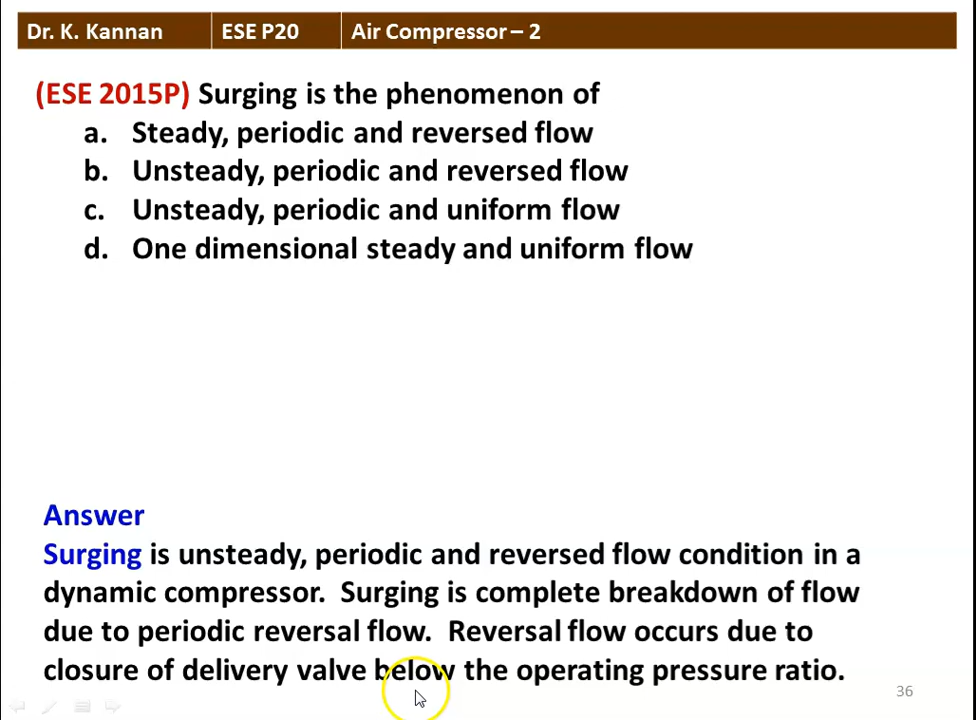 Dr. K. Kannan ESE P20 Air Compressor – 2
(ESE 2015P) Surging is the phenomenon of
a. Steady, periodic and reversed flow
b. Unsteady, periodic and reversed flow
c. Unsteady, periodic and uniform flow
d. One dimensional steady and uniform flow
Answer
Surging is unsteady, periodic and reversed flow condition in a
dynamic compressor. Surging is complete breakdown of flow
due to periodic reversal flow. Reversal flow occurs due to
closure of delivery valve below the operating pressure ratio.
36